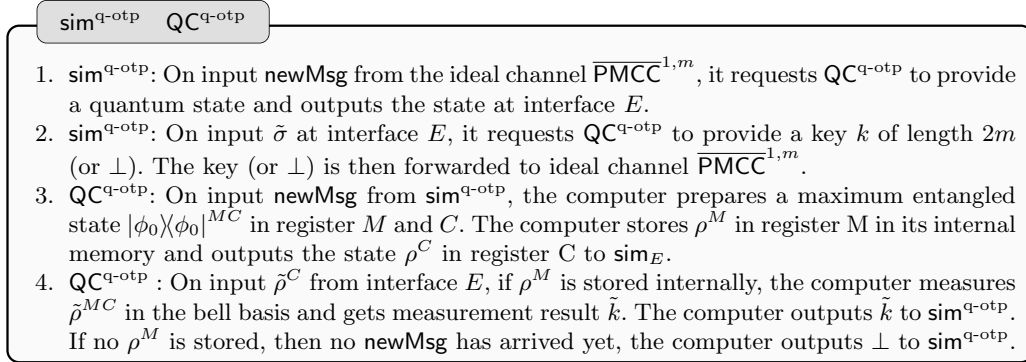 sim^q-otp QC^q-otp
1. sim^q-otp: On input newMsg from the ideal channel \overline{PMCC}^{1,m}, it requests QC^q-otp to provide
a quantum state and outputs the state at interface E.
2. sim^q-otp: On input σ̃ at interface E, it requests QC^q-otp to provide a key k of length 2m
(or ⊥). The key (or ⊥) is then forwarded to ideal channel \overline{PMCC}^{1,m}.
3. QC^q-otp: On input newMsg from sim^q-otp, the computer prepares a maximum entangled
state |ϕ₀⟩⟨ϕ₀|^{MC} in register M and C. The computer stores ρ^M in register M in its internal
memory and outputs the state ρ^C in register C to sim_E.
4. QC^q-otp : On input ρ̃^C from interface E, if ρ^M is stored internally, the computer measures
ρ̃^{MC} in the bell basis and gets measurement result k̃. The computer outputs k̃ to sim^q-otp.
If no ρ^M is stored, then no newMsg has arrived yet, the computer outputs ⊥ to sim^q-otp.